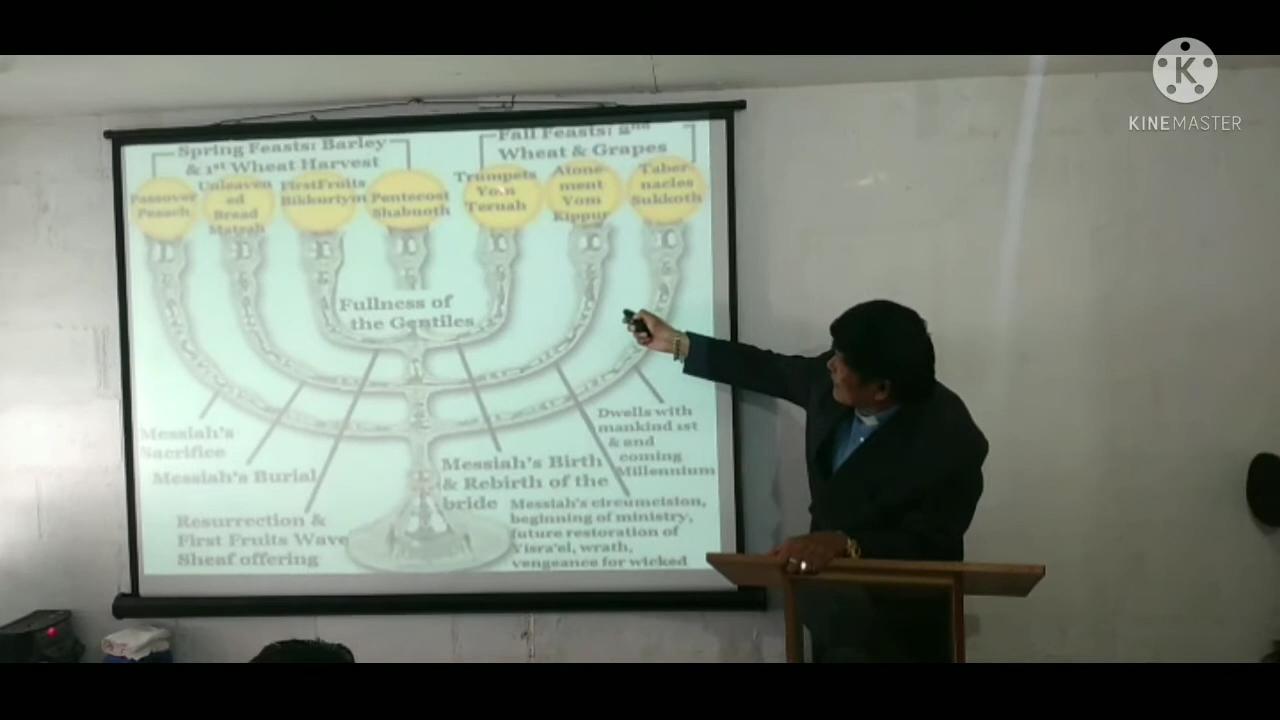 KINEMASTER
Spring Feasts: Barley
& 1st Wheat Harvest
Fall Feasts: 2nd
Wheat & Grapes
Passover
Pesach
Unleaven
ed
Bread
Matzah
FirstFruits
Bikkuriym
Pentecost
Shabuoth
Trumpets
Yom
Teruah
Atone-
ment
Yom
Kippur
Taber-
nacles
Sukkoth
Fullness of
the Gentiles
Messiah's
Sacrifice
Messiah's Burial
Resurrection &
First Fruits Wave
Sheaf offering
Messiah's Birth
& Rebirth of the
bride
Messiah's circumcision,
beginning of ministry,
future restoration of
Yisra'el, wrath,
vengeance for wicked
Dwells with
mankind 1st
& 2nd
coming
Millennium